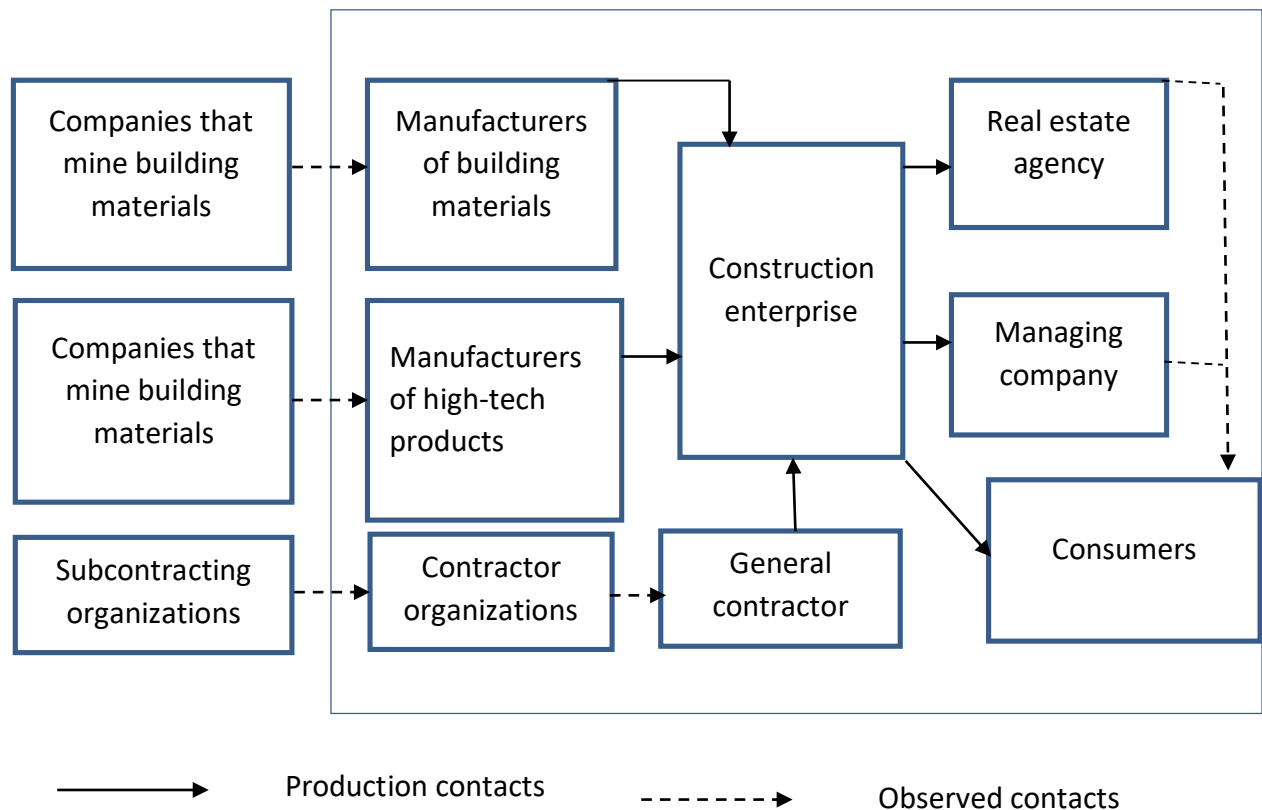 Companies that
mine building
materials
Manufacturers
of building
materials
Construction
enterprise
Real estate
agency
Companies that
mine building
materials
Manufacturers
of high-tech
products
Managing
company
Subcontracting
organizations
Contractor
organizations
General
contractor
Consumers
Production contacts
Observed contacts